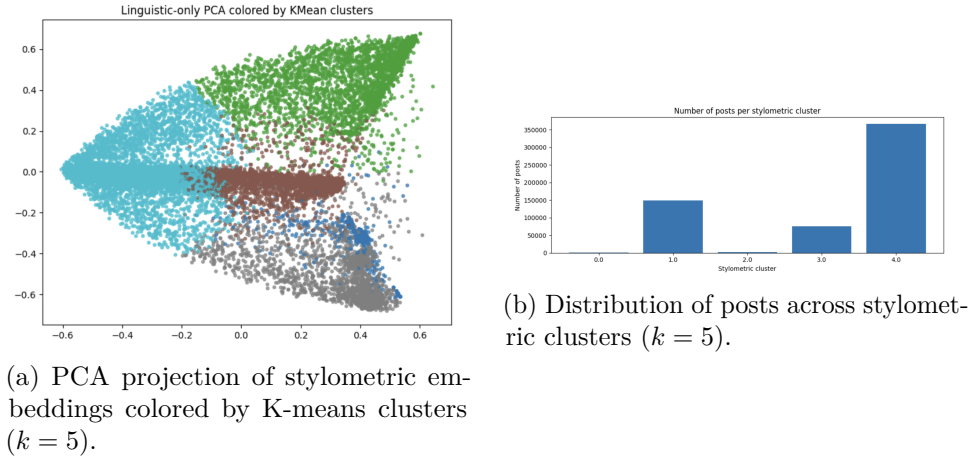 Linguistic-only PCA colored by KMean clusters
0.6
0.4
0.2
0.0
−0.2
−0.4
−0.6
−0.6 −0.4 −0.2 0.0 0.2 0.4 0.6
(a) PCA projection of stylometric em-
beddings colored by K-means clusters
(k = 5).
Number of posts per stylometric cluster
Number of posts
350000
300000
250000
200000
150000
100000
50000
0
0.0 1.0 2.0 3.0 4.0
Stylometric cluster
(b) Distribution of posts across stylomet-
ric clusters (k = 5).